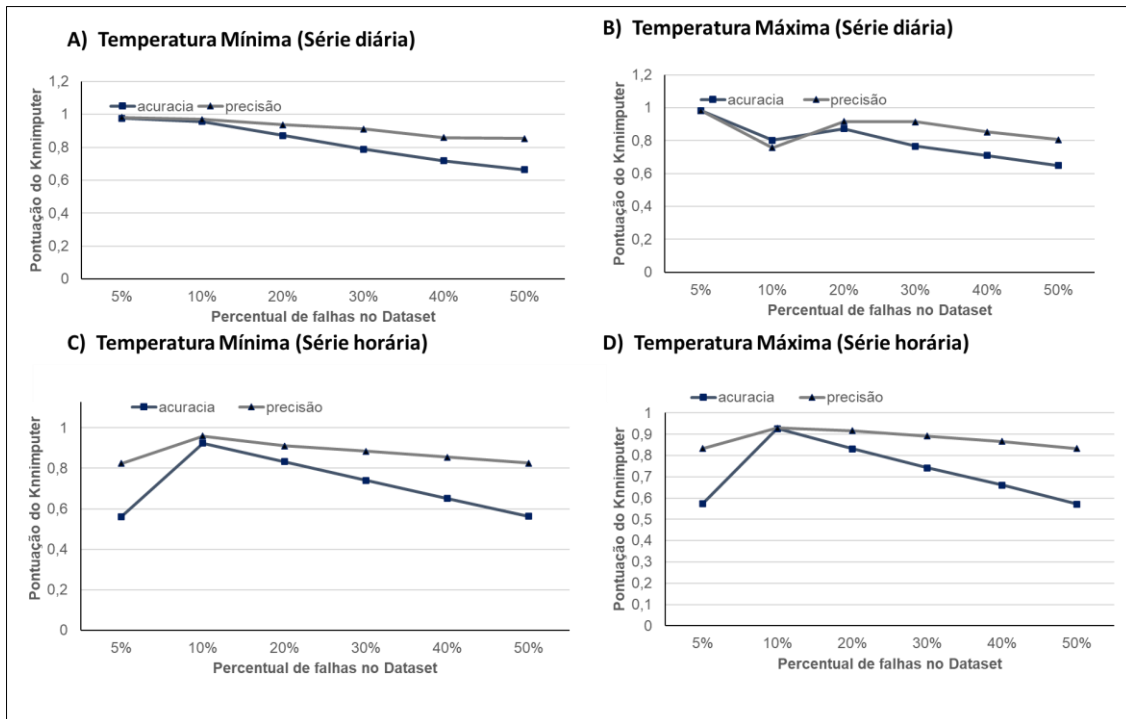 A) Temperatura Mínima (Série diária)
1,2
1
0,8
0,6
0,4
0,2
0
Pontuação do Knnimputer
acuracia precisão
5% 10% 20% 30% 40% 50%
Percentual de falhas no Dataset
B) Temperatura Máxima (Série diária)
1,2
1
0,8
0,6
0,4
0,2
0
Pontuação do Knnimputer
acuracia precisão
5% 10% 20% 30% 40% 50%
Percentual de falhas no Dataset
C) Temperatura Mínima (Série horária)
acuracia precisão
1
0,8
0,6
0,4
0,2
0
Pontuação do Knnimputer
5% 10% 20% 30% 40% 50%
Percentual de falhas no Dataset
D) Temperatura Máxima (Série horária)
acuracia precisão
1
0,9
0,8
0,7
0,6
0,5
0,4
0,3
0,2
0,1
0
Pontuação do Knnimputer
5% 10% 20% 30% 40% 50%
Percentual de falhas no Dataset